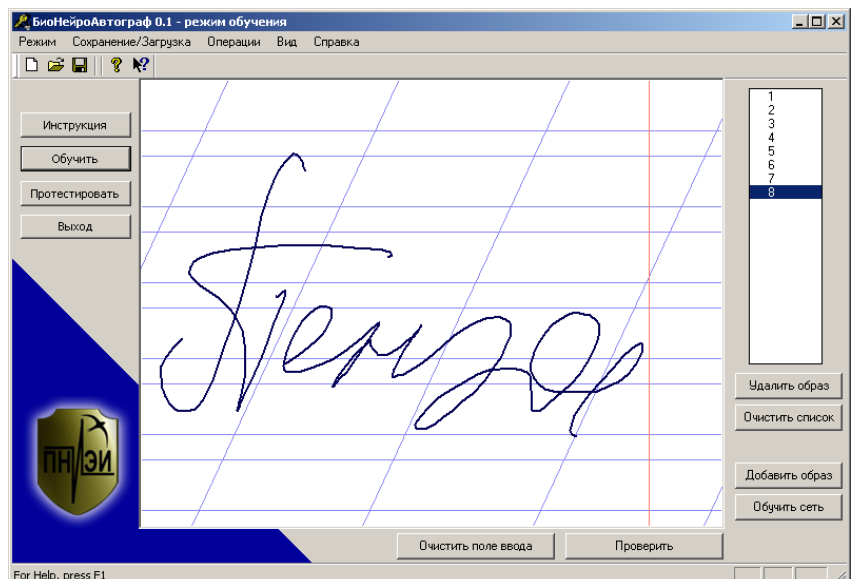 БиоНейроАвтограф 0.1 - режим обучения
Режим Сохранение/Загрузка Операции Вид Справка
Инструкция
Обучить
Протестировать
Выход
Пенза
1
2
3
4
5
6
7
8
Удалить образ
Очистить список
Добавить образ
Обучить сеть
ПНИЭИ
Очистить поле ввода
Проверить
For Help, press F1